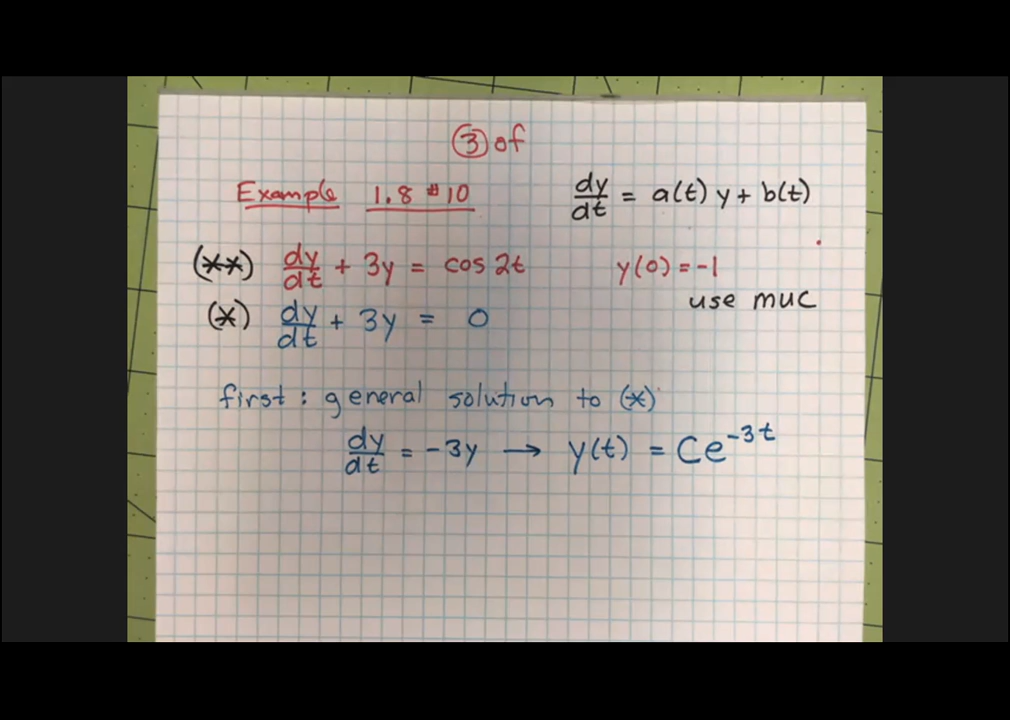 ③ of
Example 1.8 #10
dy/dt = a(t) y + b(t)
(**) dy/dt + 3y = cos 2t y(0) = -1
use muc
(*) dy/dt + 3y = 0
first: general solution to (*)
dy/dt = -3y → y(t) = Ce^-3t